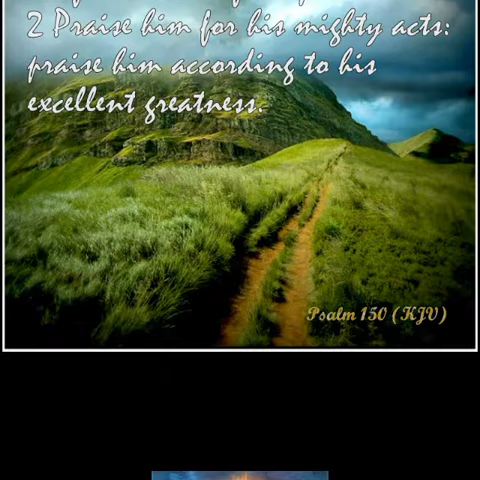 2 Praise him for his mighty acts:
praise him according to his
excellent greatness.
Psalm 150 (KJV)